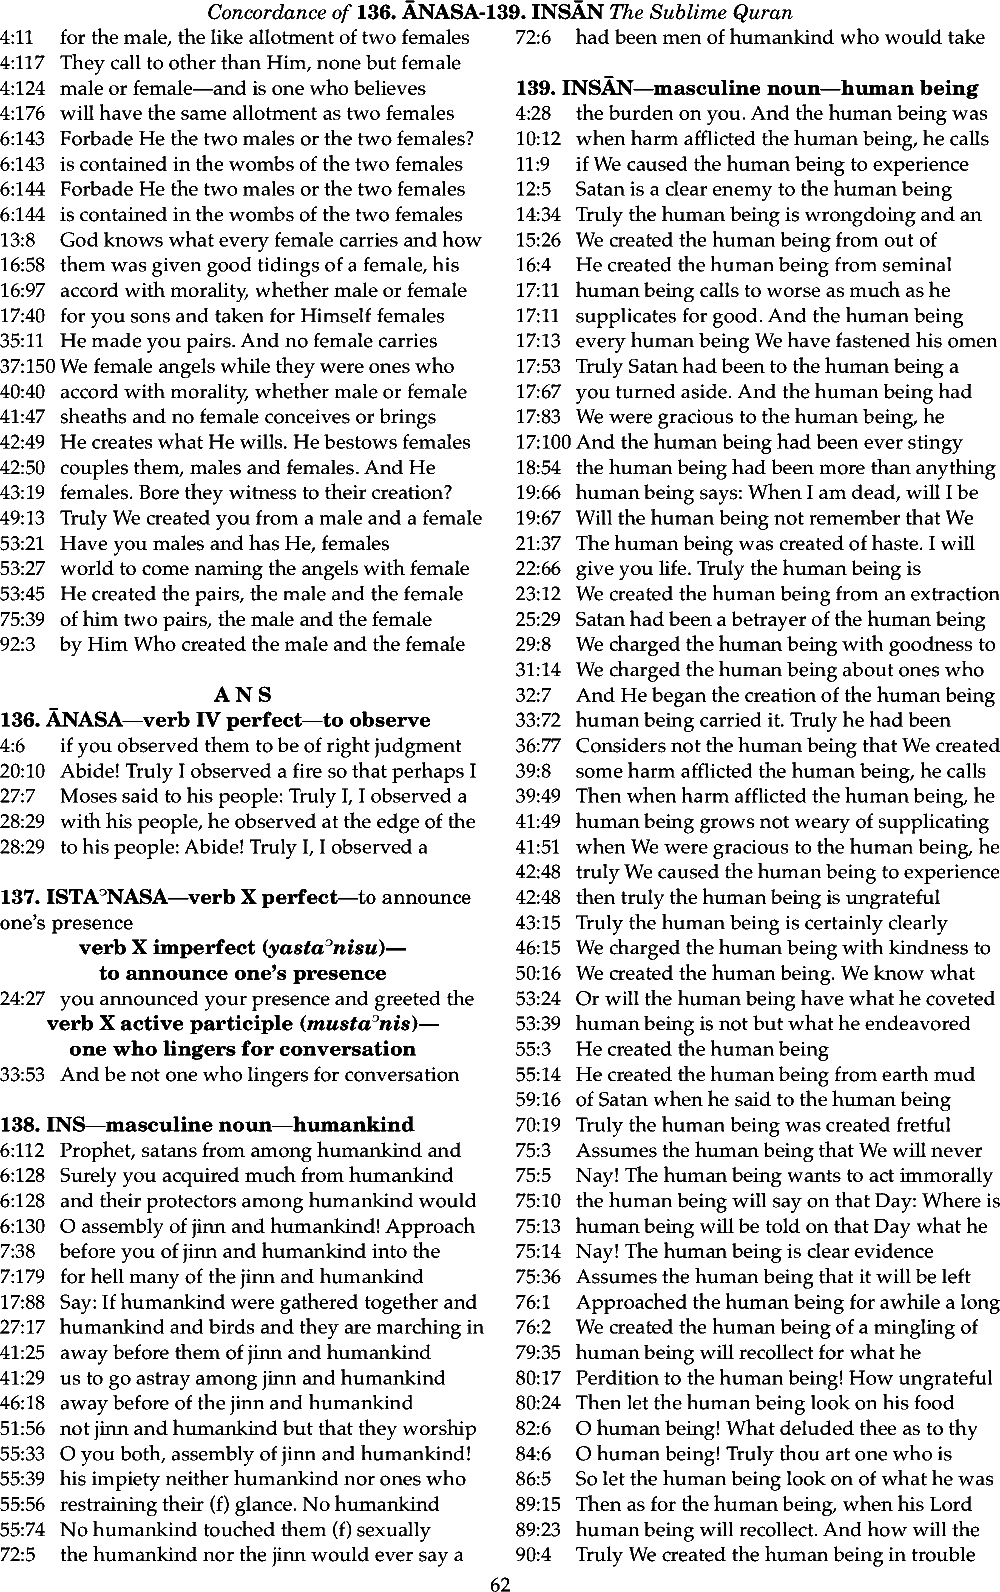 Concordance of 136. ĀNASA-139. INSĀN The Sublime Quran
4:11 for the male, the like allotment of two females
4:117 They call to other than Him, none but female
4:124 male or female—and is one who believes
4:176 will have the same allotment as two females
6:143 Forbade He the two males or the two females?
6:143 is contained in the wombs of the two females
6:144 Forbade He the two males or the two females
6:144 is contained in the wombs of the two females
13:8 God knows what every female carries and how
16:58 them was given good tidings of a female, his
16:97 accord with morality, whether male or female
17:40 for you sons and taken for Himself females
35:11 He made you pairs. And no female carries
37:150 We female angels while they were ones who
40:40 accord with morality, whether male or female
41:47 sheaths and no female conceives or brings
42:49 He creates what He wills. He bestows females
42:50 couples them, males and females. And He
43:19 females. Bore they witness to their creation?
49:13 Truly We created you from a male and a female
53:21 Have you males and has He, females
53:27 world to come naming the angels with female
53:45 He created the pairs, the male and the female
75:39 of him two pairs, the male and the female
92:3 by Him Who created the male and the female
A N S
136. ĀNASA—verb IV perfect—to observe
4:6 if you observed them to be of right judgment
20:10 Abide! Truly I observed a fire so that perhaps I
27:7 Moses said to his people: Truly I, I observed a
28:29 with his people, he observed at the edge of the
28:29 to his people: Abide! Truly I, I observed a
137. ISTAʾNASA—verb X perfect—to announce
one's presence
verb X imperfect (yastaʾnisu)—
to announce one's presence
24:27 you announced your presence and greeted the
verb X active participle (mustaʾnis)—
one who lingers for conversation
33:53 And be not one who lingers for conversation
138. INS—masculine noun—humankind
6:112 Prophet, satans from among humankind and
6:128 Surely you acquired much from humankind
6:128 and their protectors among humankind would
6:130 O assembly of jinn and humankind! Approach
7:38 before you of jinn and humankind into the
7:179 for hell many of the jinn and humankind
17:88 Say: If humankind were gathered together and
27:17 humankind and birds and they are marching in
41:25 away before them of jinn and humankind
41:29 us to go astray among jinn and humankind
46:18 away before of the jinn and humankind
51:56 not jinn and humankind but that they worship
55:33 O you both, assembly of jinn and humankind!
55:39 his impiety neither humankind nor ones who
55:56 restraining their (f) glance. No humankind
55:74 No humankind touched them (f) sexually
72:5 the humankind nor the jinn would ever say a
72:6 had been men of humankind who would take
139. INSĀN—masculine noun—human being
4:28 the burden on you. And the human being was
10:12 when harm afflicted the human being, he calls
11:9 if We caused the human being to experience
12:5 Satan is a clear enemy to the human being
14:34 Truly the human being is wrongdoing and an
15:26 We created the human being from out of
16:4 He created the human being from seminal
17:11 human being calls to worse as much as he
17:11 supplicates for good. And the human being
17:13 every human being We have fastened his omen
17:53 Truly Satan had been to the human being a
17:67 you turned aside. And the human being had
17:83 We were gracious to the human being, he
17:100 And the human being had been ever stingy
18:54 the human being had been more than anything
19:66 human being says: When I am dead, will I be
19:67 Will the human being not remember that We
21:37 The human being was created of haste. I will
22:66 give you life. Truly the human being is
23:12 We created the human being from an extraction
25:29 Satan had been a betrayer of the human being
29:8 We charged the human being with goodness to
31:14 We charged the human being about ones who
32:7 And He began the creation of the human being
33:72 human being carried it. Truly he had been
36:77 Considers not the human being that We created
39:8 some harm afflicted the human being, he calls
39:49 Then when harm afflicted the human being, he
41:49 human being grows not weary of supplicating
41:51 when We were gracious to the human being, he
42:48 truly We caused the human being to experience
42:48 then truly the human being is ungrateful
43:15 Truly the human being is certainly clearly
46:15 We charged the human being with kindness to
50:16 We created the human being. We know what
53:24 Or will the human being have what he coveted
53:39 human being is not but what he endeavored
55:3 He created the human being
55:14 He created the human being from earth mud
59:16 of Satan when he said to the human being
70:19 Truly the human being was created fretful
75:3 Assumes the human being that We will never
75:5 Nay! The human being wants to act immorally
75:10 the human being will say on that Day: Where is
75:13 human being will be told on that Day what he
75:14 Nay! The human being is clear evidence
75:36 Assumes the human being that it will be left
76:1 Approached the human being for awhile a long
76:2 We created the human being of a mingling of
79:35 human being will recollect for what he
80:17 Perdition to the human being! How ungrateful
80:24 Then let the human being look on his food
82:6 O human being! What deluded thee as to thy
84:6 O human being! Truly thou art one who is
86:5 So let the human being look on of what he was
89:15 Then as for the human being, when his Lord
89:23 human being will recollect. And how will the
90:4 Truly We created the human being in trouble
62